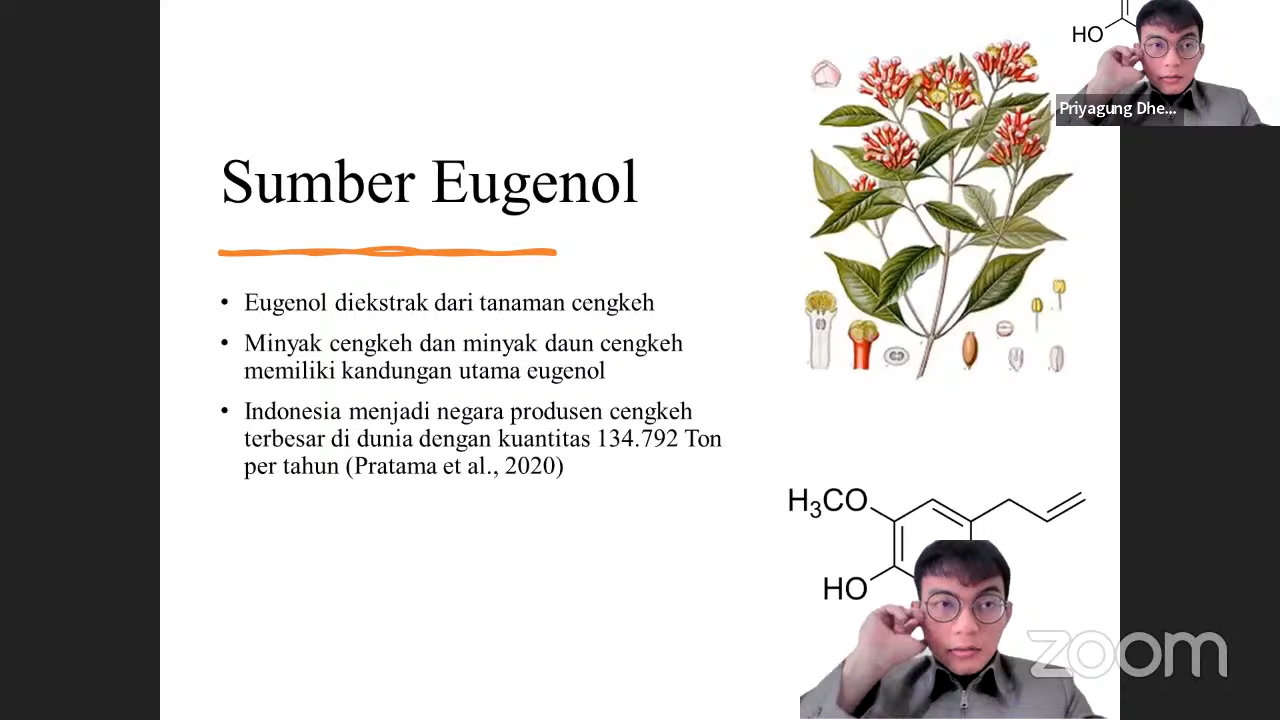 HO
Priyagung Dhe...
Sumber Eugenol
• Eugenol diekstrak dari tanaman cengkeh
• Minyak cengkeh dan minyak daun cengkeh
memiliki kandungan utama eugenol
• Indonesia menjadi negara produsen cengkeh
terbesar di dunia dengan kuantitas 134.792 Ton
per tahun (Pratama et al., 2020)
H₃CO
HO
zoom